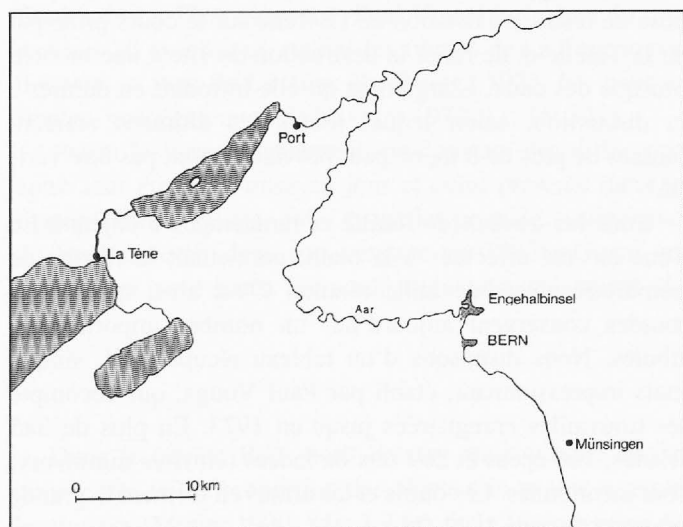 Port
La Tène
Aar
Engehalbinsel
BERN
Münsingen
0 10 km